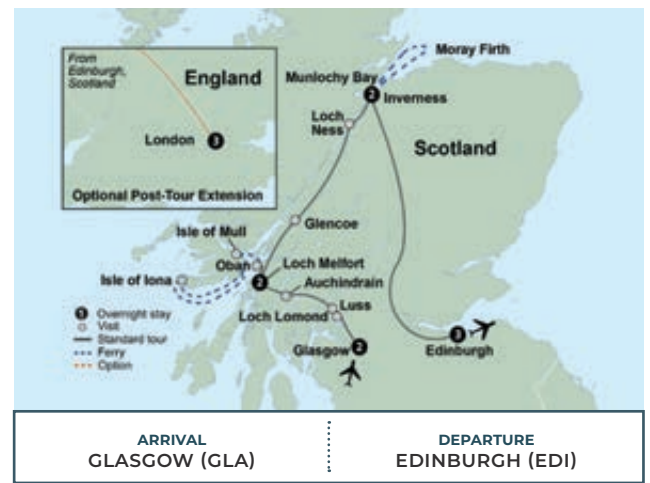 From
Edinburgh,
Scotland
England
London
3
Optional Post-Tour Extension
Moray Firth
Munlochy Bay
2
Inverness
Loch
Ness
Scotland
Glencoe
Isle of Mull
Oban
Loch Melfort
2
Isle of Iona
Auchindrain
Luss
Loch Lomond
Glasgow
2
3
Edinburgh
1 Overnight stay
Visit
Standard tour
Ferry
Option
ARRIVAL
GLASGOW (GLA)
DEPARTURE
EDINBURGH (EDI)